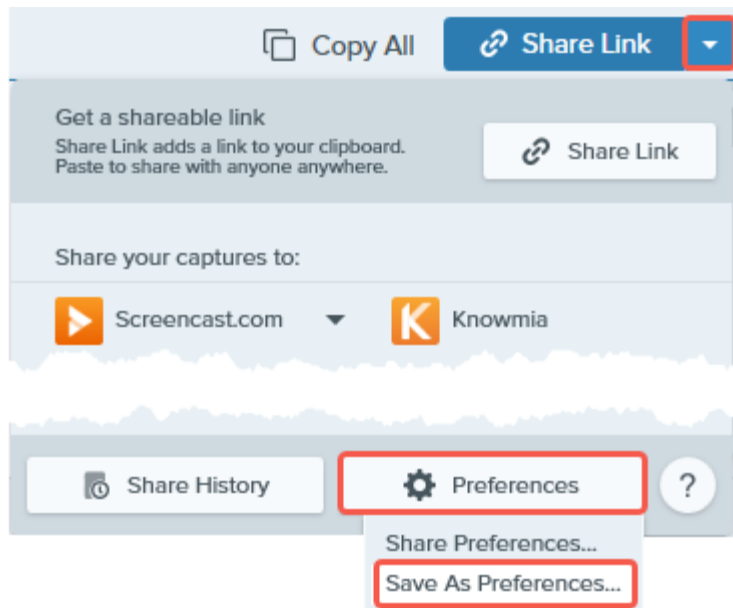 Copy All
Share Link
Get a shareable link
Share Link adds a link to your clipboard.
Paste to share with anyone anywhere.
Share Link
Share your captures to:
Screencast.com
Knowmia
Share History
Preferences
?
Share Preferences...
Save As Preferences...